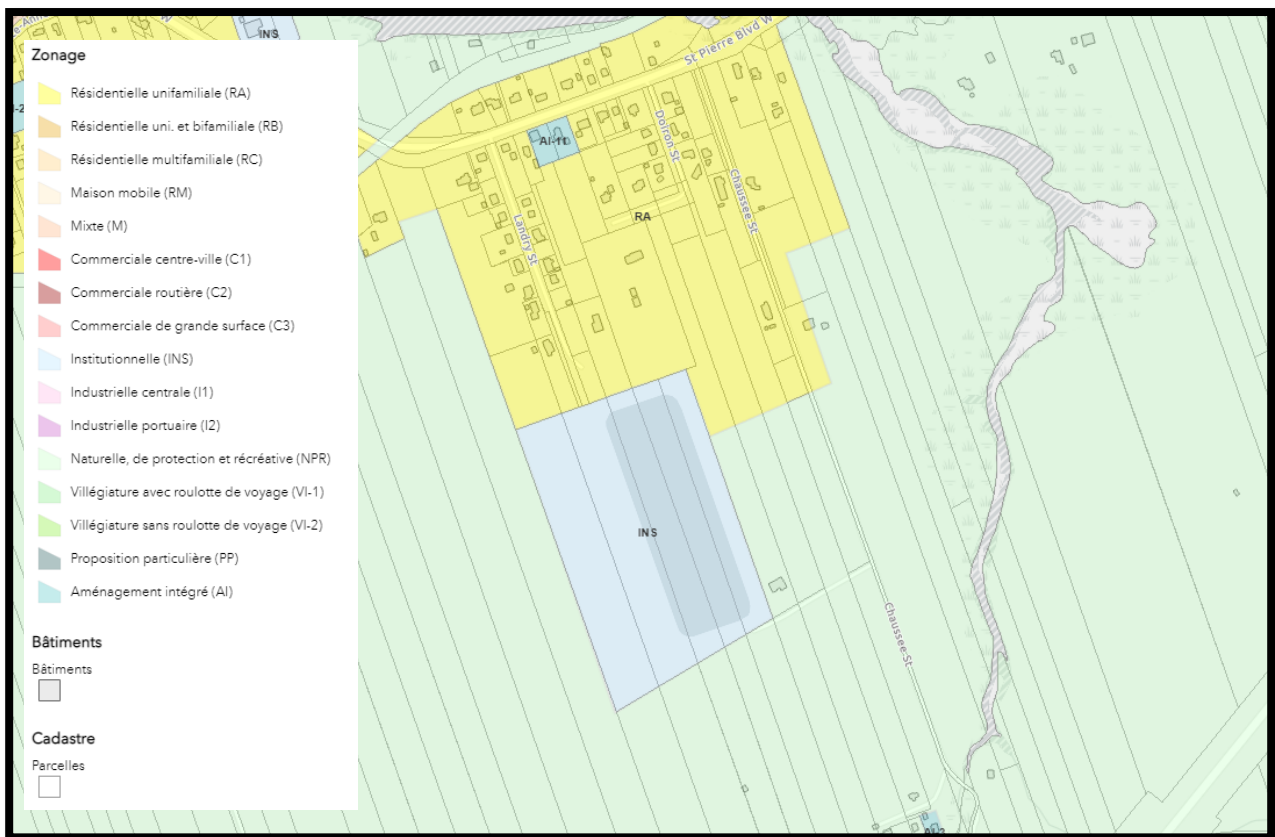 Zonage
Résidentielle unifamiliale (RA)
Résidentielle uni. et bifamiliale (RB)
Résidentielle multifamiliale (RC)
Maison mobile (RM)
Mixte (M)
Commerciale centre-ville (C1)
Commerciale routière (C2)
Commerciale de grande surface (C3)
Institutionnelle (INS)
Industrielle centrale (I1)
Industrielle portuaire (I2)
Naturelle, de protection et récréative (NPR)
Villégiature avec roulotte de voyage (VI-1)
Villégiature sans roulotte de voyage (VI-2)
Proposition particulière (PP)
Aménagement intégré (AI)
Bâtiments
Bâtiments
Cadastre
Parcelles
INS
St Pierre Blvd W
AI-11
Doiron St
Chaussee St
RA
Landry St
INS
Chaussee St
AI-2